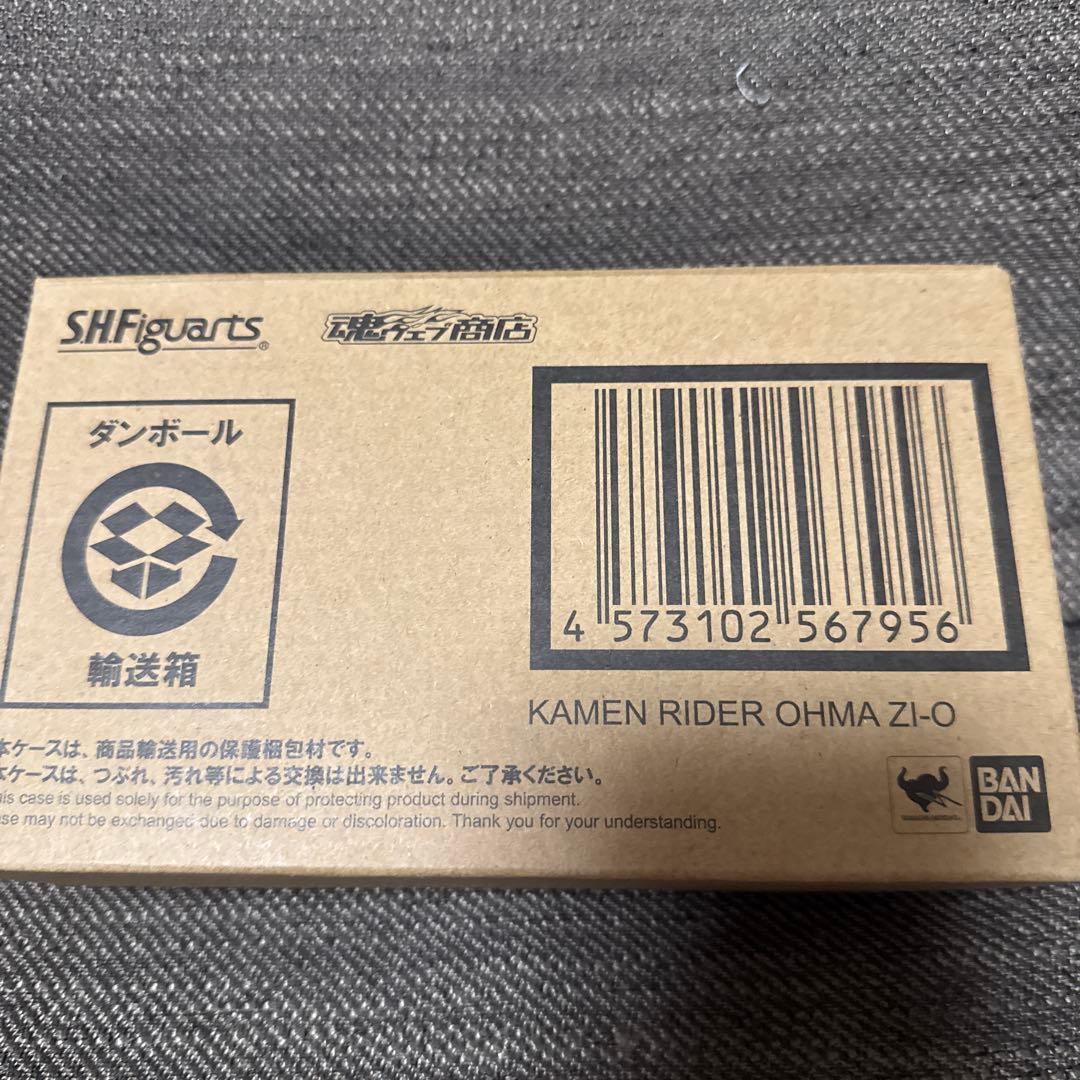 S.H.Figuarts®
魂ウェブ商店
ダンボール
輸送箱
4 573102 567956
KAMEN RIDER OHMA ZI-O
本ケースは、商品輸送用の保護梱包材です。
本ケースは、つぶれ、汚れ等による交換は出来ません。ご了承ください。
is case is used solely for the purpose of protecting product during shipment.
se may not be exchanged due to damage or discoloration. Thank you for your understanding.
BAN
DAI